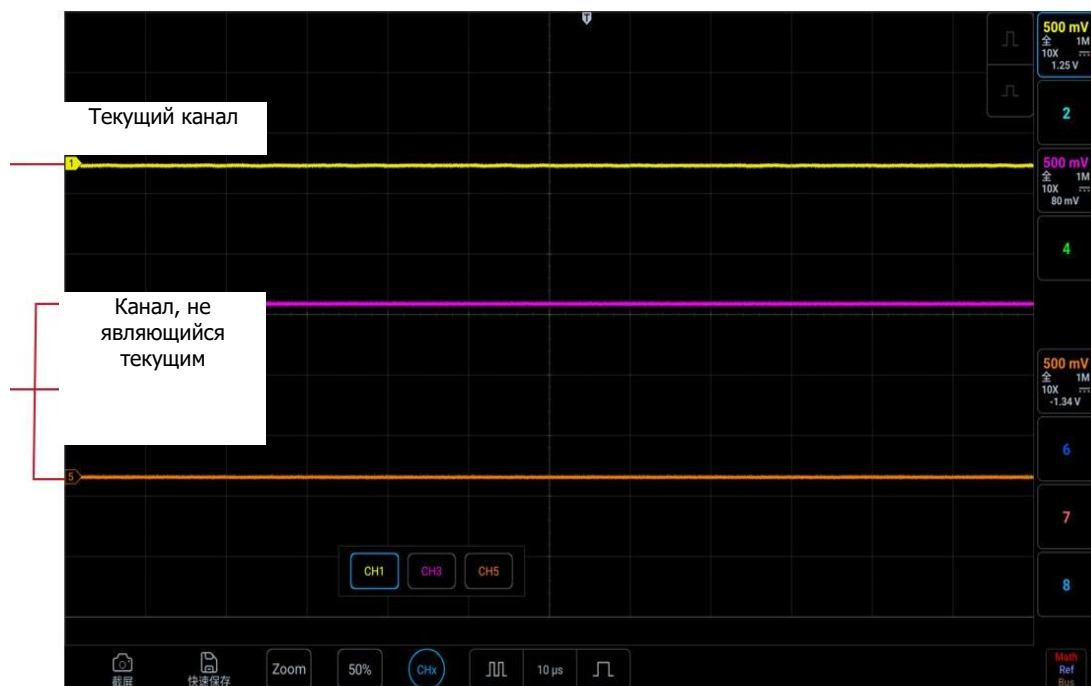 T
500 mV
全 1M
10X
1.25 V
2
Текущий канал
1
500 mV
全 1M
10X
80 mV
4
Канал, не
являющийся
текущим
500 mV
全 1M
10X
-1.34 V
6
5
7
CH1 CH3 CH5
8
截屏
快速保存
Zoom
50%
CHx
10 μs
Math
Ref
Bus